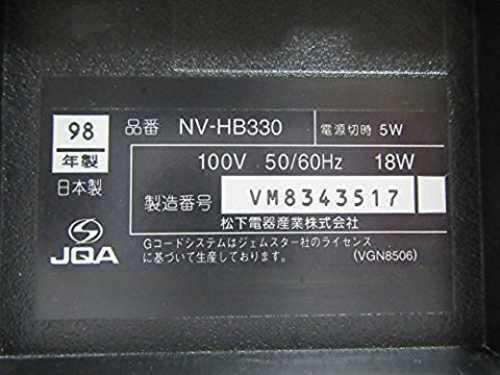 98
年製
日本製
JQA
品番 NV-HB330
電源切時 5W
100V 50/60Hz 18W
製造番号 VM8343517
松下電器産業株式会社
Gコードシステムはジェムスター社のライセンス
に基づいて生産しております。 (VGN8506)